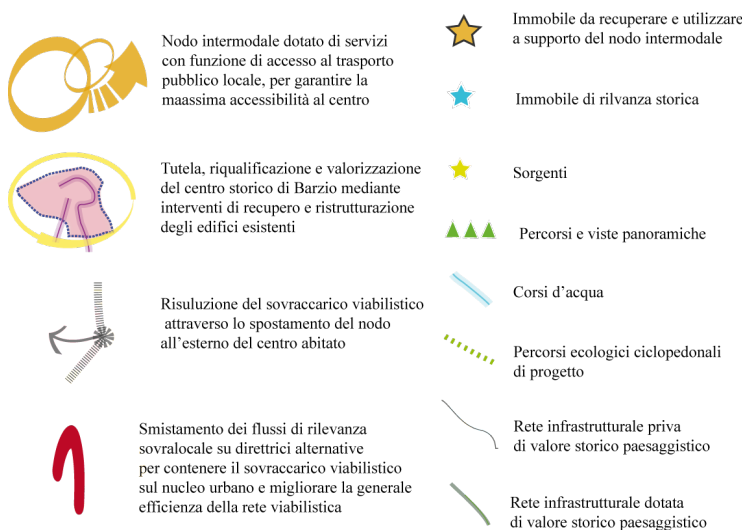 Nodo intermodale dotato di servizi
con funzione di accesso al trasporto
pubblico locale, per garantire la
maassima accessibilità al centro
Tutela, riqualificazione e valorizzazione
del centro storico di Barzio mediante
interventi di recupero e ristrutturazione
degli edifici esistenti
Risuluzione del sovraccarico viabilistico
attraverso lo spostamento del nodo
all'esterno del centro abitato
Smistamento dei flussi di rilevanza
sovralocale su direttrici alternative
per contenere il sovraccarico viabilistico
sul nucleo urbano e migliorare la generale
efficienza della rete viabilistica
Immobile da recuperare e utilizzare
a supporto del nodo intermodale
Immobile di rilvanza storica
Sorgenti
Percorsi e viste panoramiche
Corsi d'acqua
Percorsi ecologici ciclopedonali
di progetto
Rete infrastrutturale priva
di valore storico paesaggistico
Rete infrastrutturale dotata
di valore storico paesaggistico